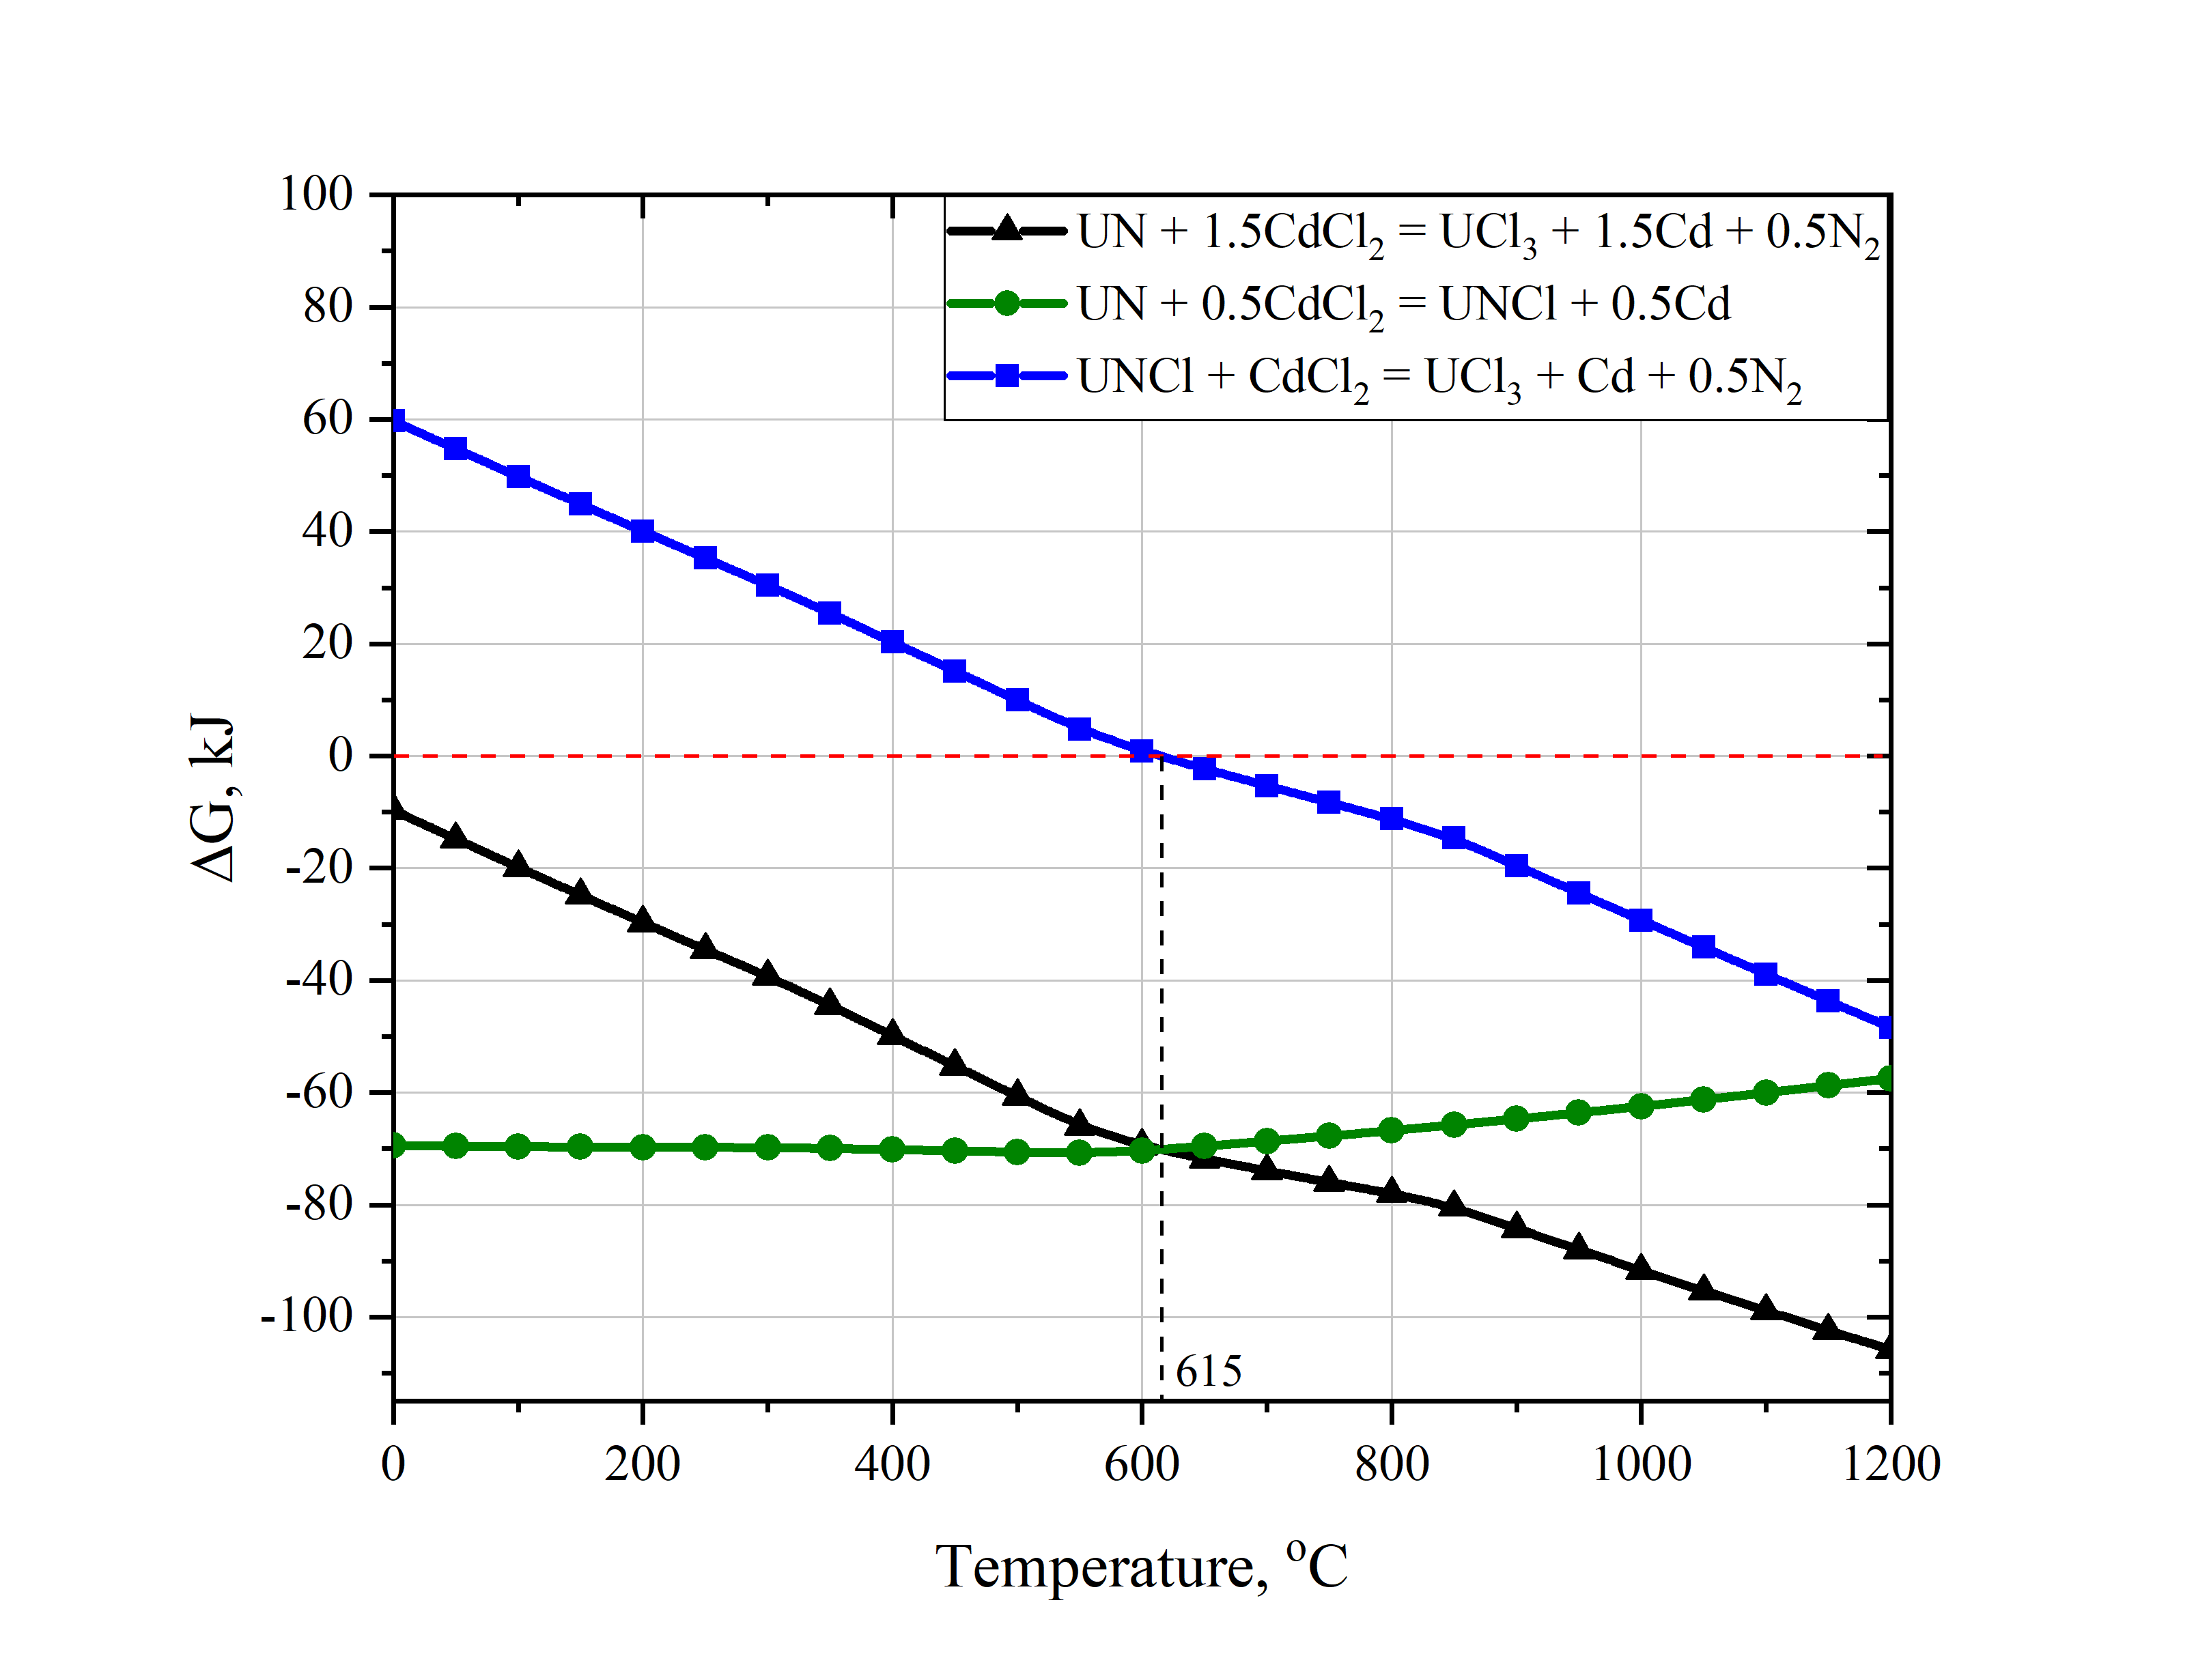 100
80
60
40
20
0
-20
-40
-60
-80
-100
ΔG, kJ
UN + 1.5CdCl₂ = UCl₃ + 1.5Cd + 0.5N₂
UN + 0.5CdCl₂ = UNCl + 0.5Cd
UNCl + CdCl₂ = UCl₃ + Cd + 0.5N₂
615
0 200 400 600 800 1000 1200
Temperature, ºC